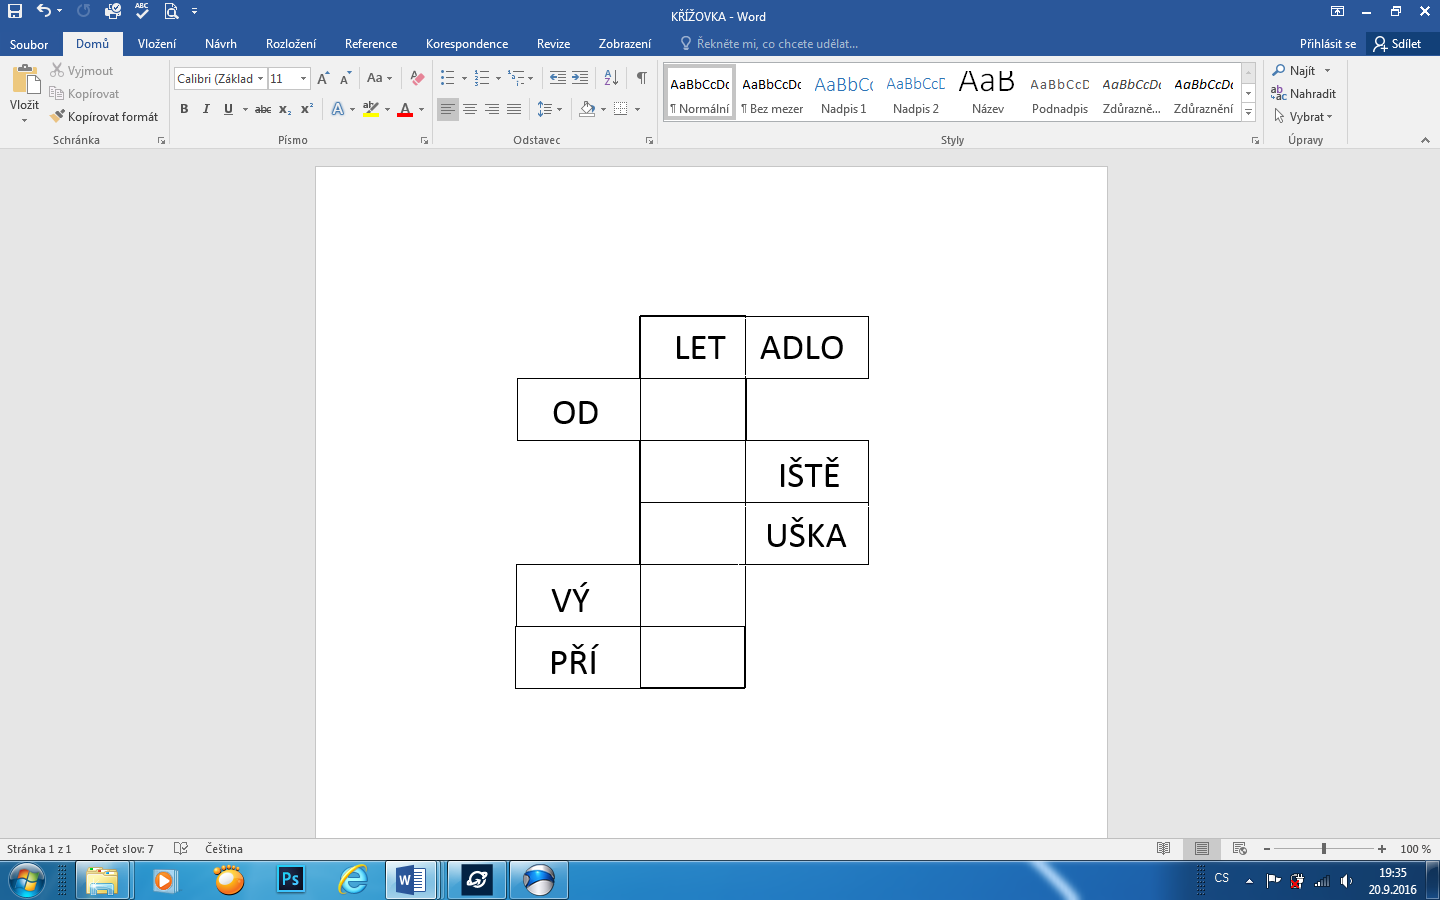 KŘÍŽOVKA - Word
Soubor Domů Vložení Návrh Rozložení Reference Korespondence Revize Zobrazení Řekněte mi, co chcete udělat... Přihlásit se Sdílet
Vložit
Vyjmout
Kopírovat
Kopírovat formát
Schránka
Calibri (Základ 11
Písmo
Odstavec
AaBbCcDc AaBbCcDc AaBbCc AaBbCcD AaB AaBbCcD AaBbCcDc AaBbCcDc
¶ Normální ¶ Bez mezer Nadpis 1 Nadpis 2 Název Podnadpis Zdůrazně... Zdůraznění
Styly
Najít
Nahradit
Vybrat
Úpravy
LET ADLO
OD
IŠTĚ
UŠKA
VÝ
PŘÍ
Stránka 1 z 1 Počet slov: 7 Čeština 100 %
CS 19:35
20.9.2016